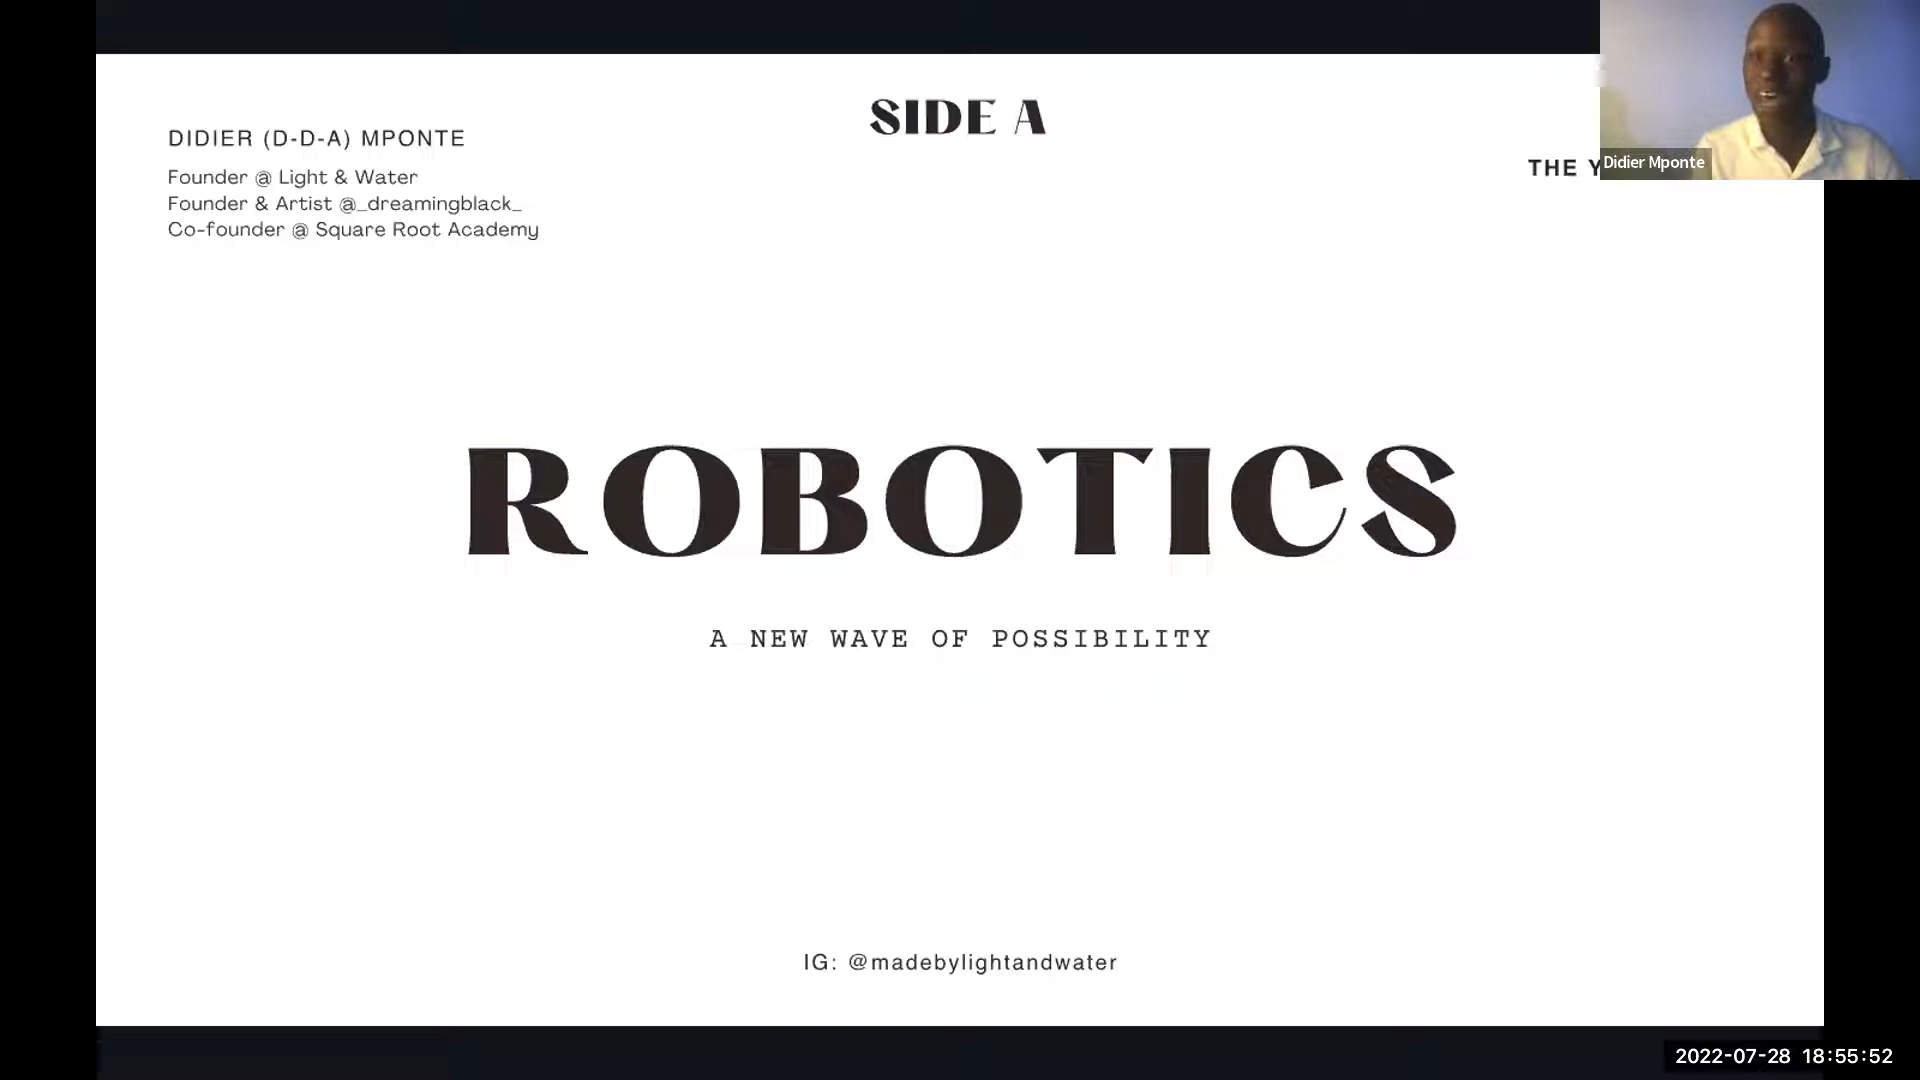 SIDE A
DIDIER (D-D-A) MPONTE
Founder @ Light & Water
Founder & Artist @_dreamingblack_
Co-founder @ Square Root Academy
THE Y
Didier Mponte
ROBOTICS
A NEW WAVE OF POSSIBILITY
IG: @madebylightandwater
2022-07-28 18:55:52